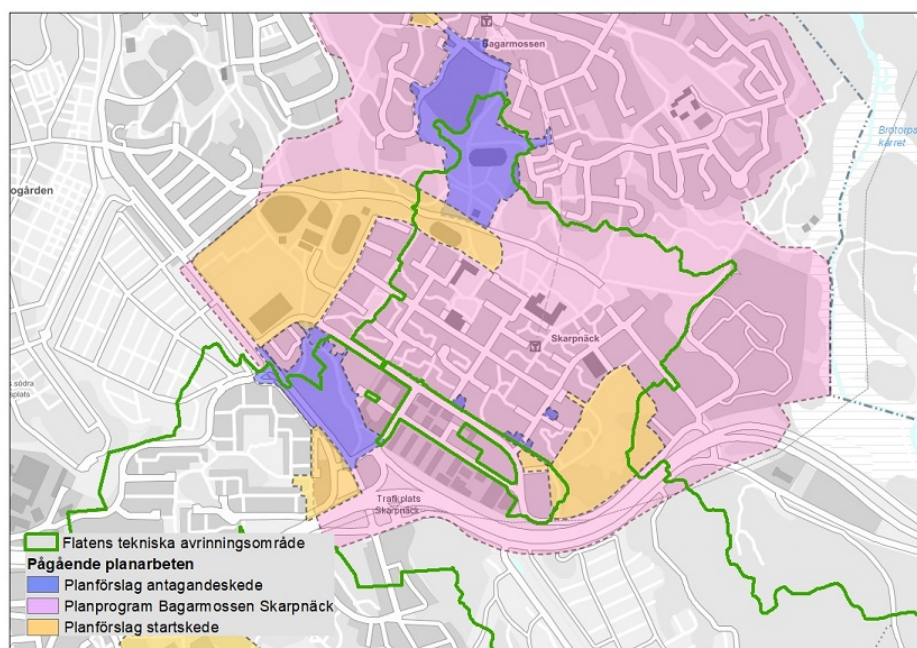 Bagarmossen
Brotorps
kärret
ogården
Skarpnäck
Trafikplats
Skarpnäck
Flatens tekniska avrinningsområde
Pågående planarbeten
Planförslag antagandeskede
Planprogram Bagarmossen Skarpnäck
Planförslag startskede